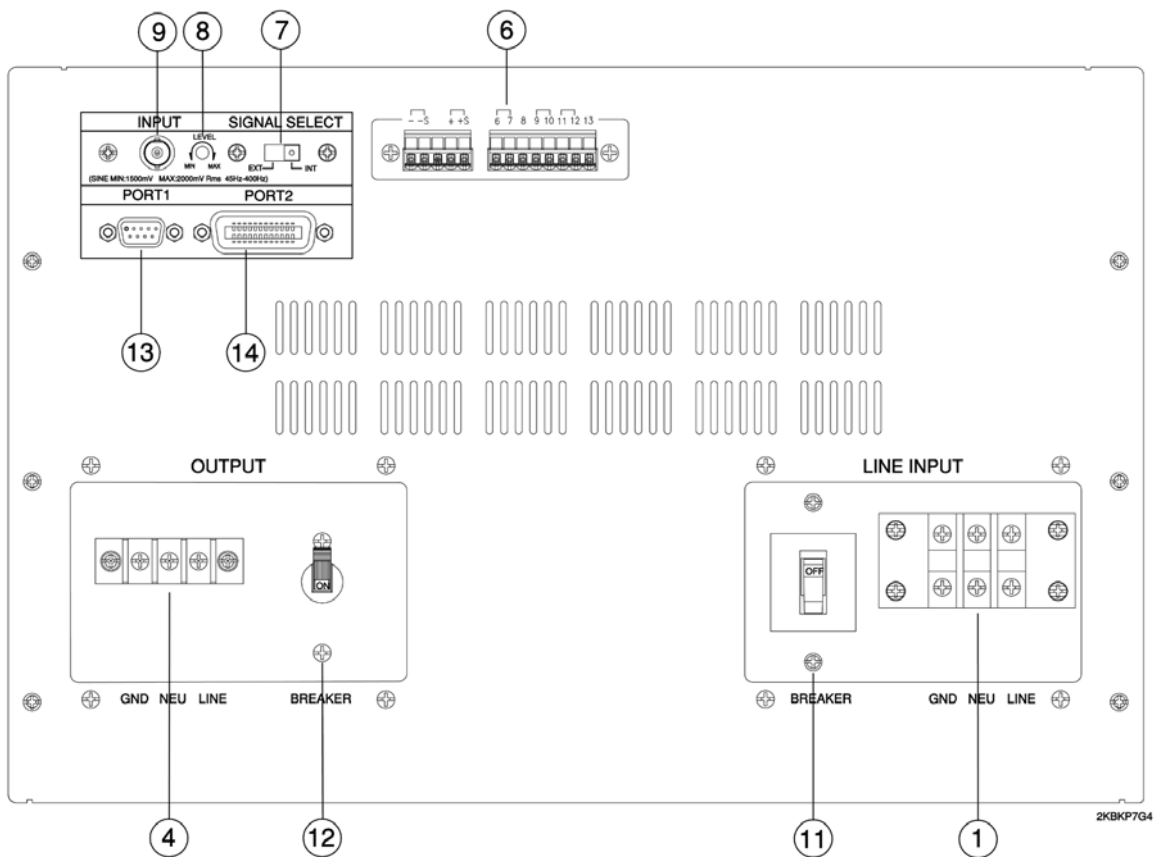 9 8 7 6
INPUT SIGNAL SELECT
LEVEL
MIN MAX
EXT INT
(SINE MIN:1500mV MAX:2000mV Rms 45Hz-400Hz)
PORT1 PORT2
- -S + +S
6 7 8 9 10 11 12 13
13 14
OUTPUT
ON
GND NEU LINE BREAKER
LINE INPUT
OFF
BREAKER GND NEU LINE
2KBKP7G4
4 12 11 1